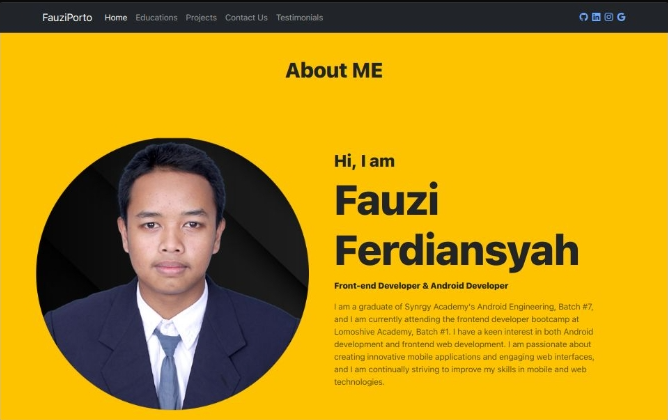 FauziPorto Home Educations Projects Contact Us Testimonials
About ME
Hi, I am
Fauzi
Ferdiansyah
Front-end Developer & Android Developer
I am a graduate of Synrgy Academy's Android Engineering, Batch #7,
and I am currently attending the frontend developer bootcamp at
Lomoshive Academy, Batch #1. I have a keen interest in both Android
development and frontend web development. I am passionate about
creating innovative mobile applications and engaging web interfaces,
and I am continually striving to improve my skills in mobile and web
technologies.